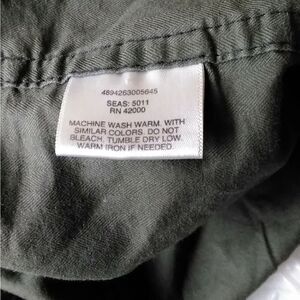 4894263005645
SEAS: 5011
RN 42000
MACHINE WASH WARM. WITH
SIMILAR COLORS. DO NOT
BLEACH. TUMBLE DRY LOW.
WARM IRON IF NEEDED.